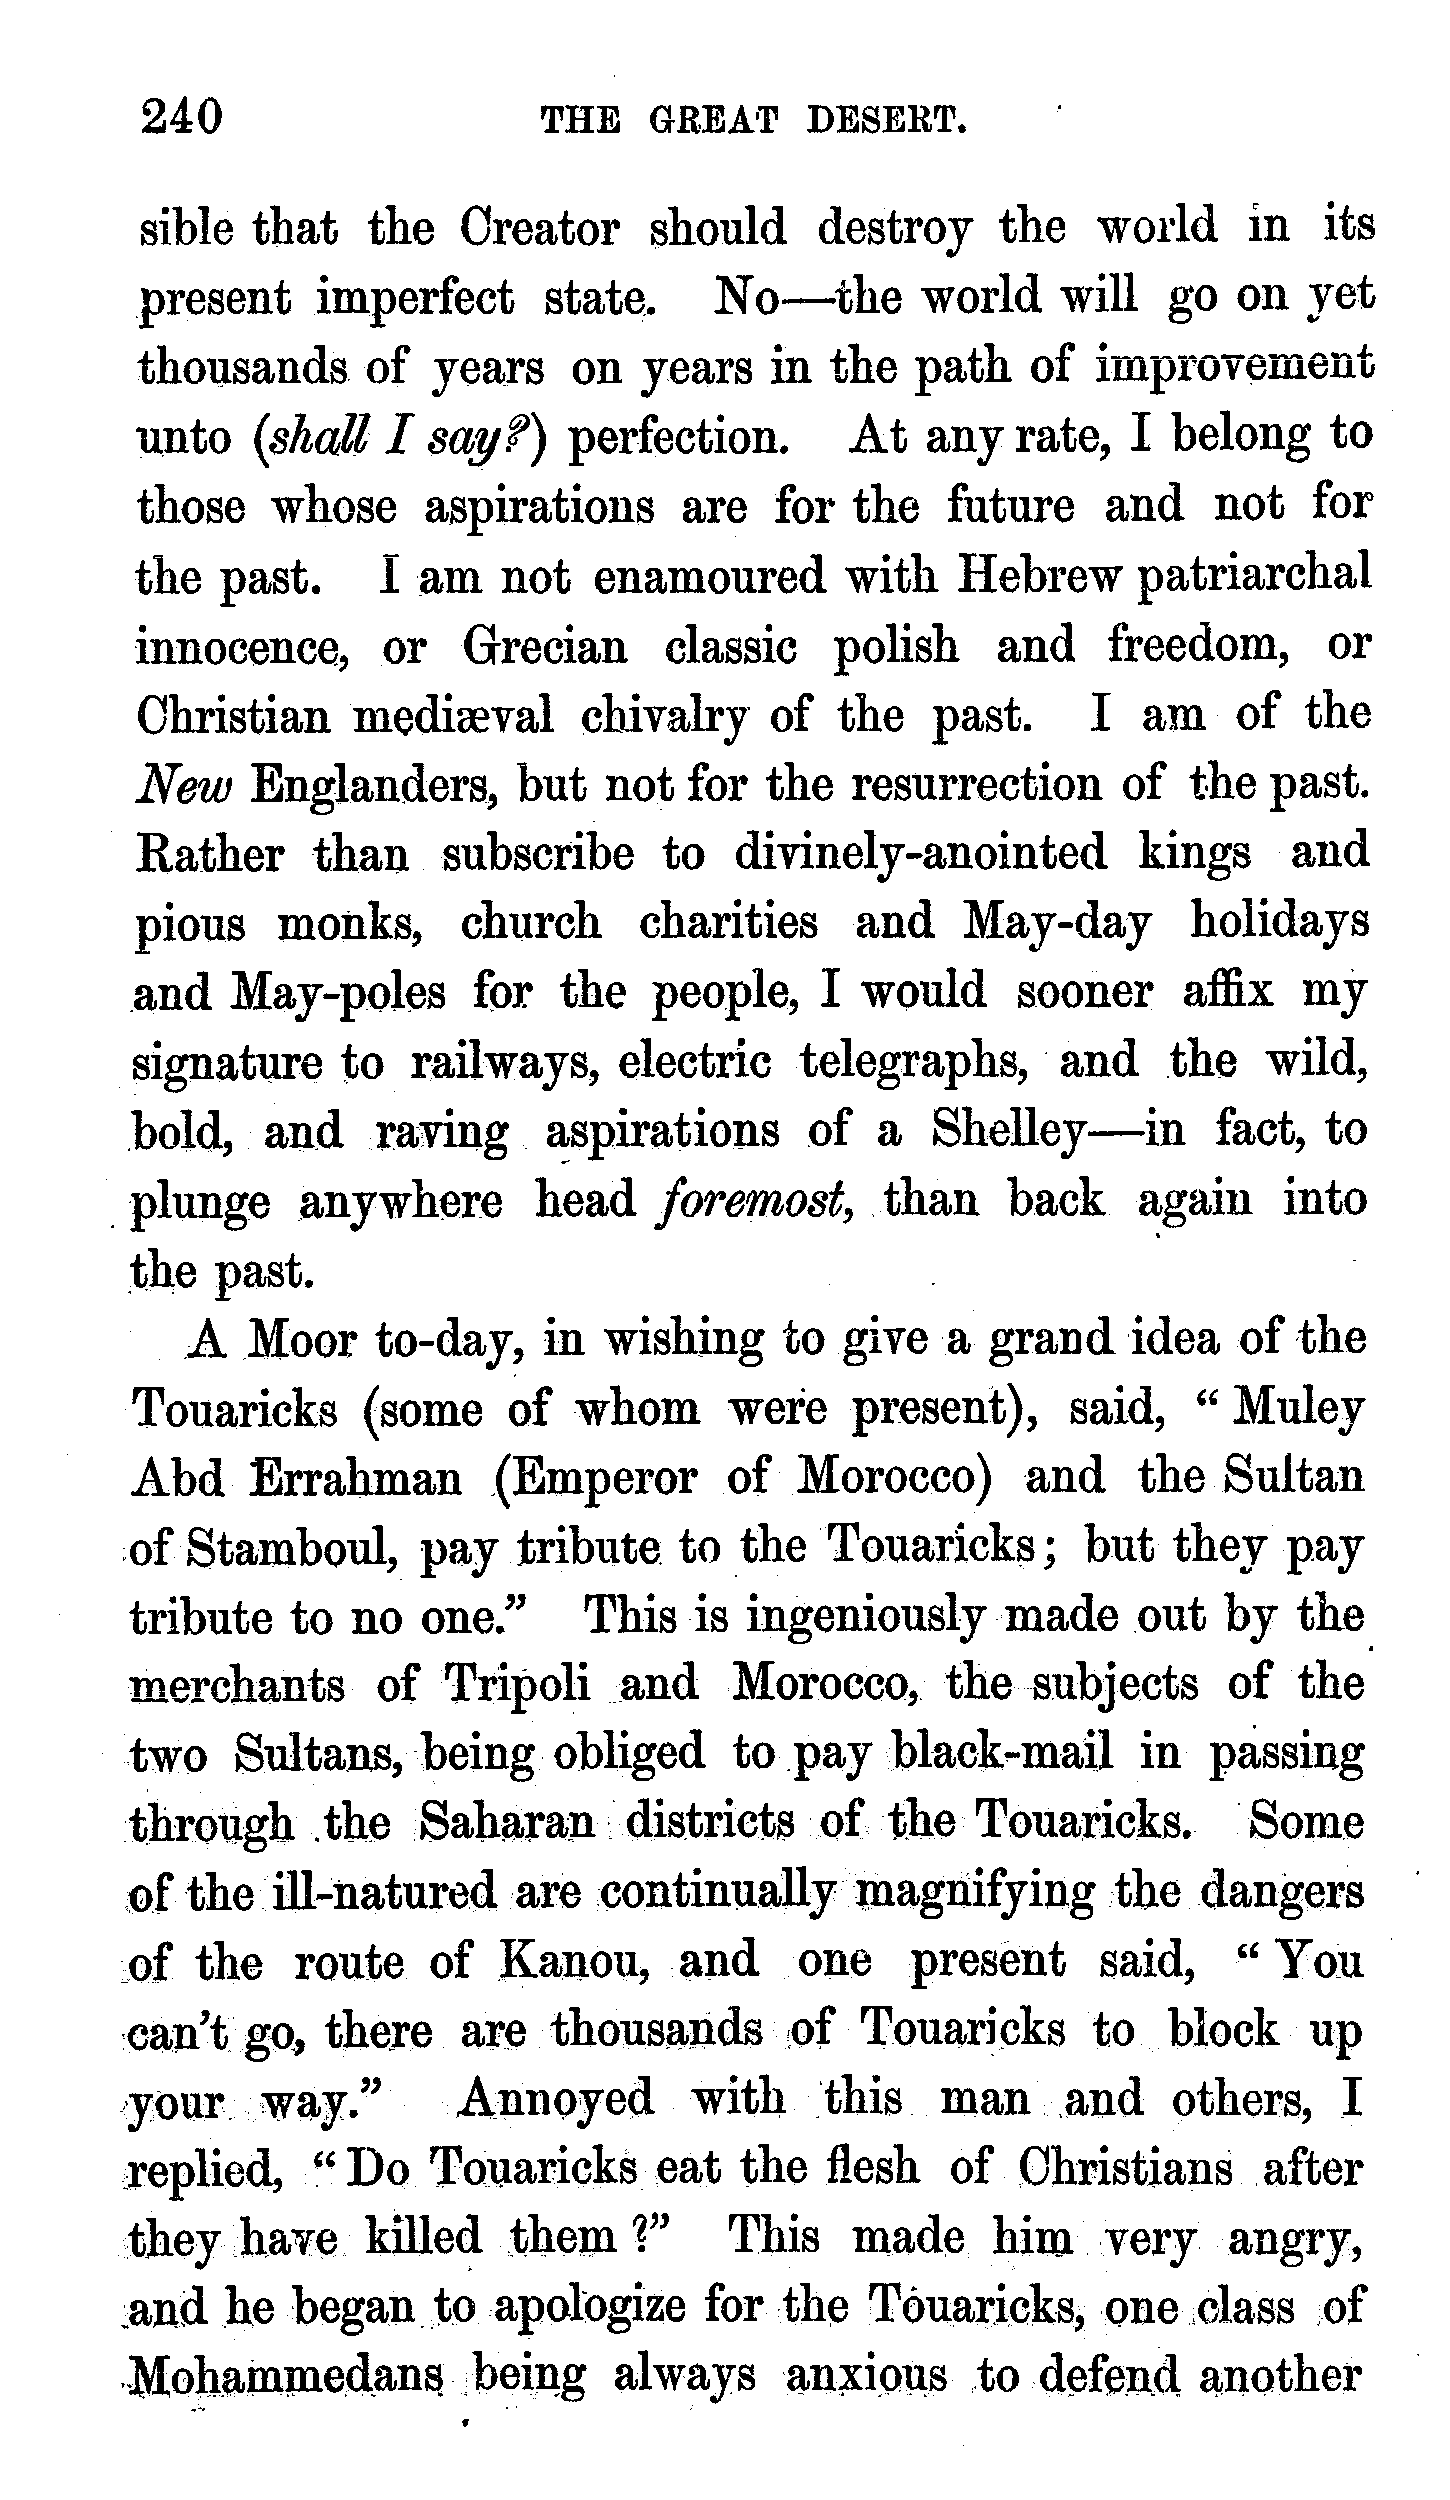 240 THE GREAT DESERT.
sible that the Creator should destroy the world in its
present imperfect state. No—the world will go on yet
thousands of years on years in the path of improvement
unto (shall I say?) perfection. At any rate, I belong to
those whose aspirations are for the future and not for
the past. I am not enamoured with Hebrew patriarchal
innocence, or Grecian classic polish and freedom, or
Christian mediæval chivalry of the past. I am of the
New Englanders, but not for the resurrection of the past.
Rather than subscribe to divinely-anointed kings and
pious monks, church charities and May-day holidays
and May-poles for the people, I would sooner affix my
signature to railways, electric telegraphs, and the wild,
bold, and raving aspirations of a Shelley—in fact, to
plunge anywhere head foremost, than back again into
the past.
A Moor to-day, in wishing to give a grand idea of the
Touaricks (some of whom were present), said, “Muley
Abd Errahman (Emperor of Morocco) and the Sultan
of Stamboul, pay tribute to the Touaricks; but they pay
tribute to no one.” This is ingeniously made out by the
merchants of Tripoli and Morocco, the subjects of the
two Sultans, being obliged to pay black-mail in passing
through the Saharan districts of the Touaricks. Some
of the ill-natured are continually magnifying the dangers
of the route of Kanou, and one present said, “You
can't go, there are thousands of Touaricks to block up
your way.” Annoyed with this man and others, I
replied, “Do Touaricks eat the flesh of Christians after
they have killed them?” This made him very angry,
and he began to apologize for the Touaricks, one class of
Mohammedans being always anxious to defend another